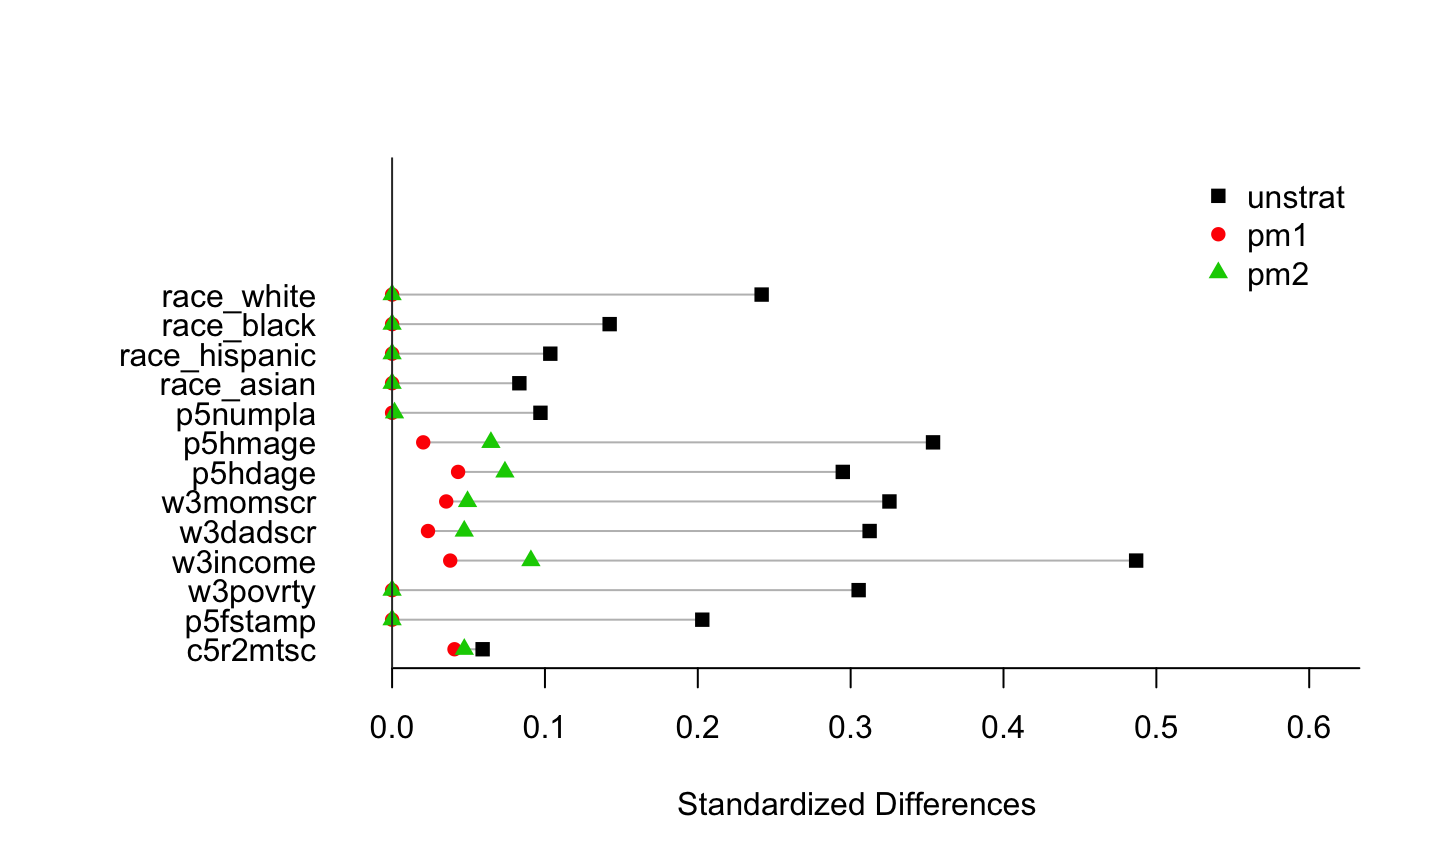 unstrat
pm1
pm2
race_white
race_black
race_hispanic
race_asian
p5numpla
p5hmage
p5hdage
w3momscr
w3dadscr
w3income
w3povrty
p5fstamp
c5r2mtsc
0.0 0.1 0.2 0.3 0.4 0.5 0.6
Standardized Differences